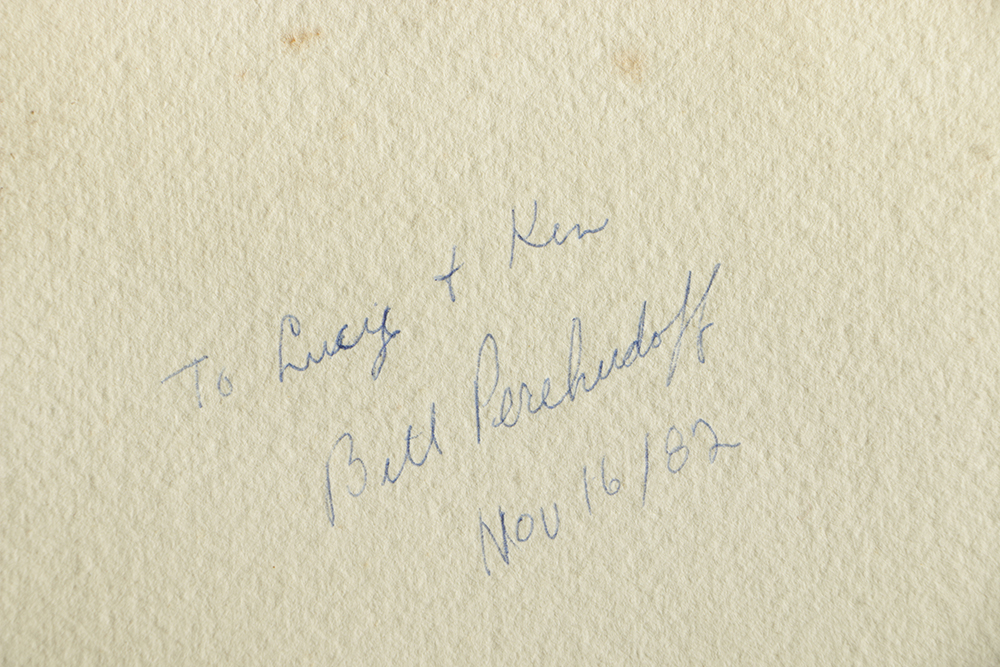 To Lucy + Ken
Bill Perehudoff
Nov 16/82